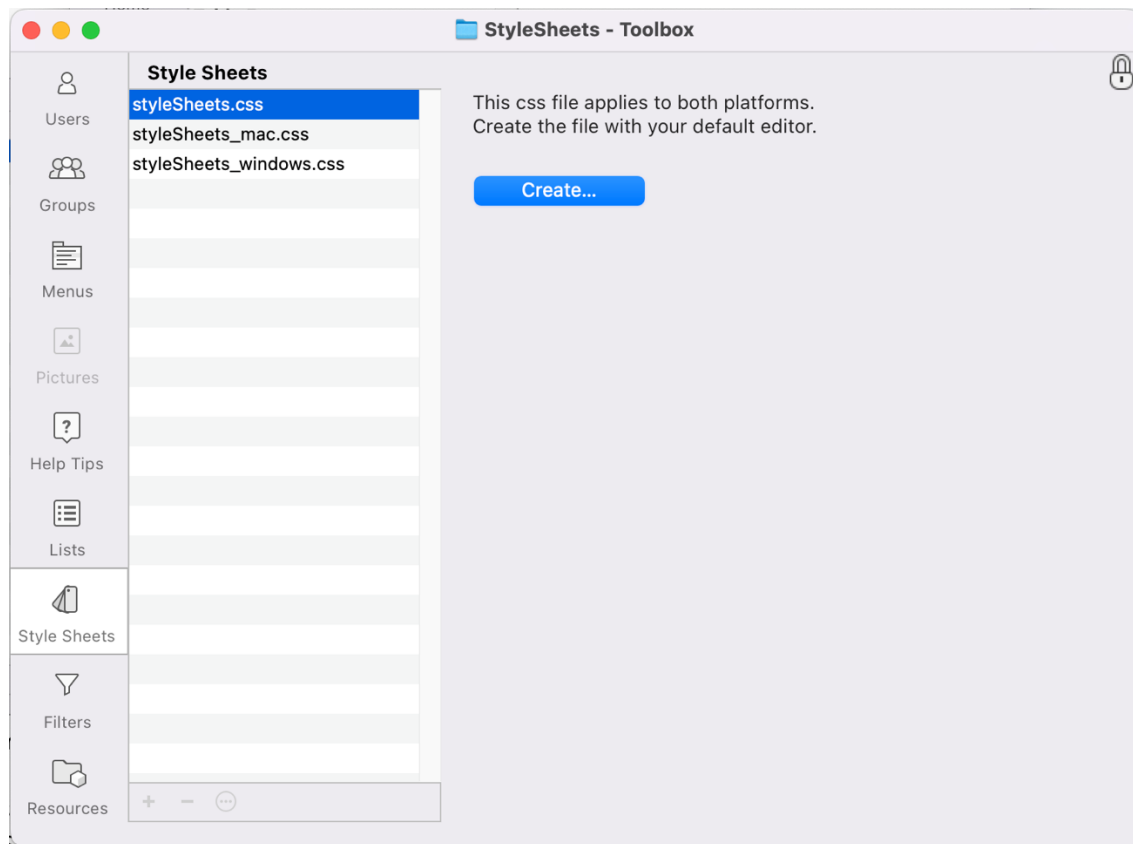 StyleSheets - Toolbox
Users
Groups
Menus
Pictures
Help Tips
Lists
Style Sheets
Filters
Resources
Style Sheets
styleSheets.css
styleSheets_mac.css
styleSheets_windows.css
This css file applies to both platforms.
Create the file with your default editor.
Create...